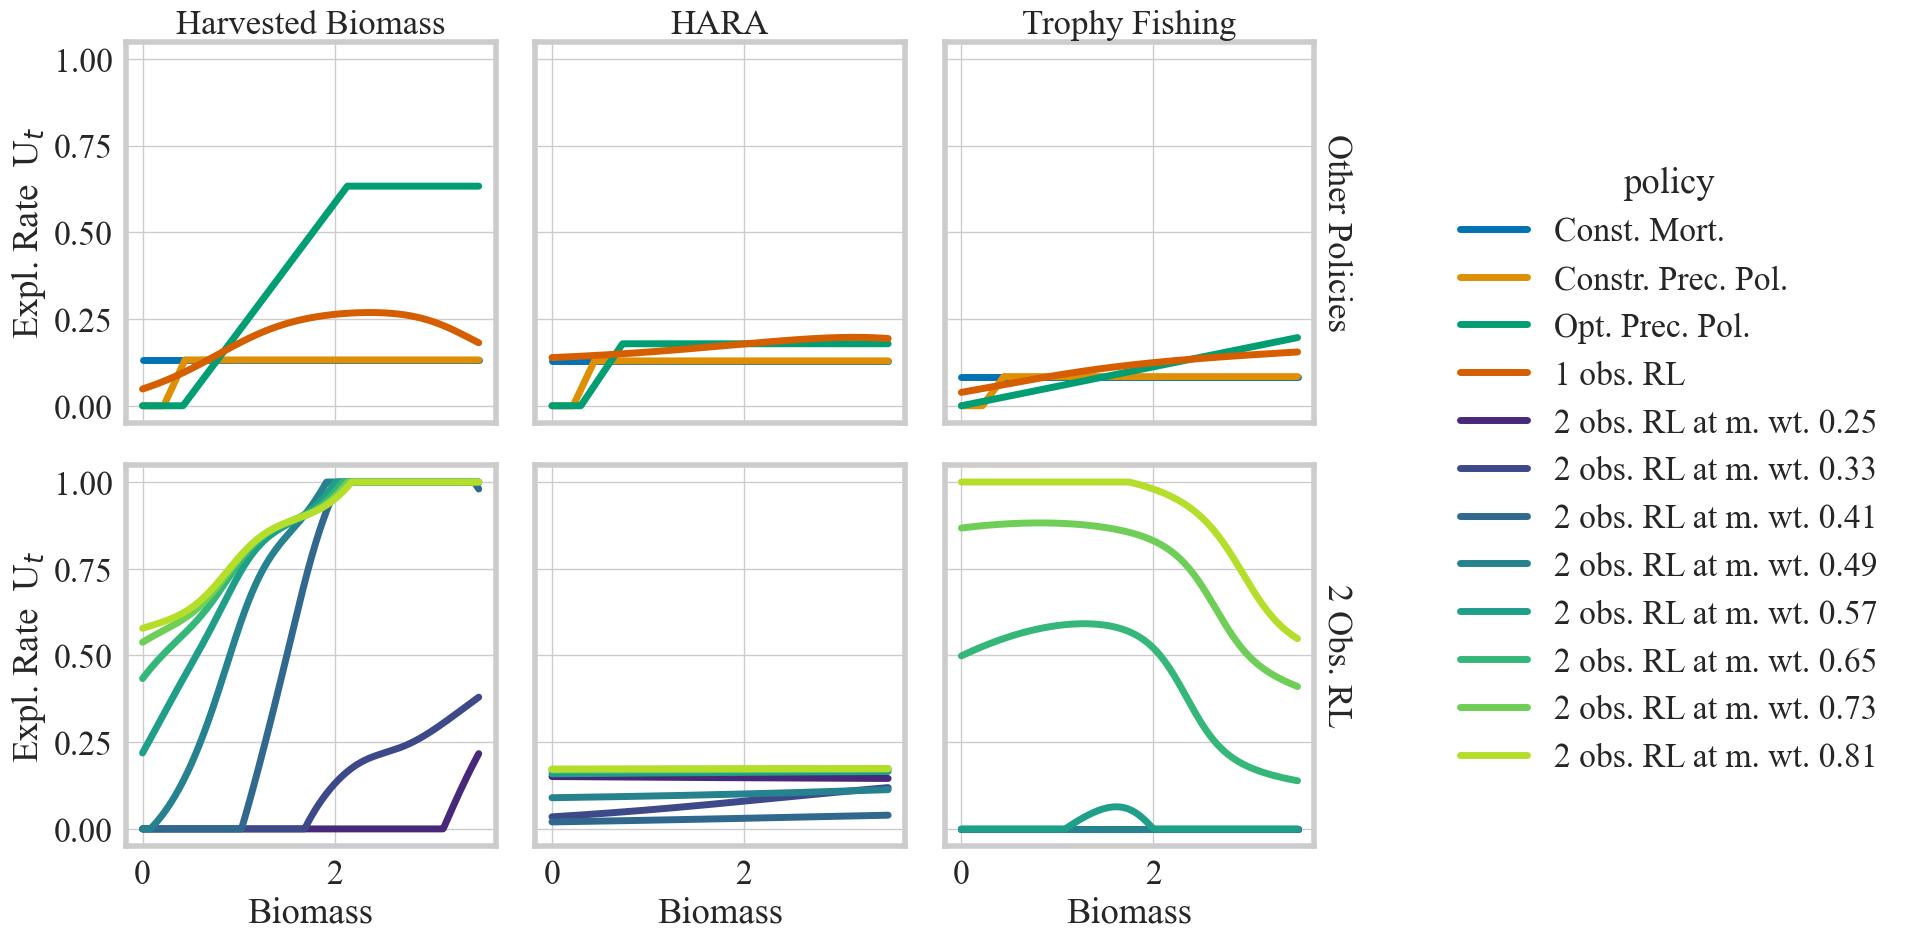 Harvested Biomass
HARA
Trophy Fishing
1.00
0.75
0.50
0.25
0.00
Expl. Rate U_t
Other Policies
1.00
0.75
0.50
0.25
0.00
Expl. Rate U_t
2 Obs. RL
0 2
0 2
0 2
Biomass
Biomass
Biomass
policy
Const. Mort.
Constr. Prec. Pol.
Opt. Prec. Pol.
1 obs. RL
2 obs. RL at m. wt. 0.25
2 obs. RL at m. wt. 0.33
2 obs. RL at m. wt. 0.41
2 obs. RL at m. wt. 0.49
2 obs. RL at m. wt. 0.57
2 obs. RL at m. wt. 0.65
2 obs. RL at m. wt. 0.73
2 obs. RL at m. wt. 0.81